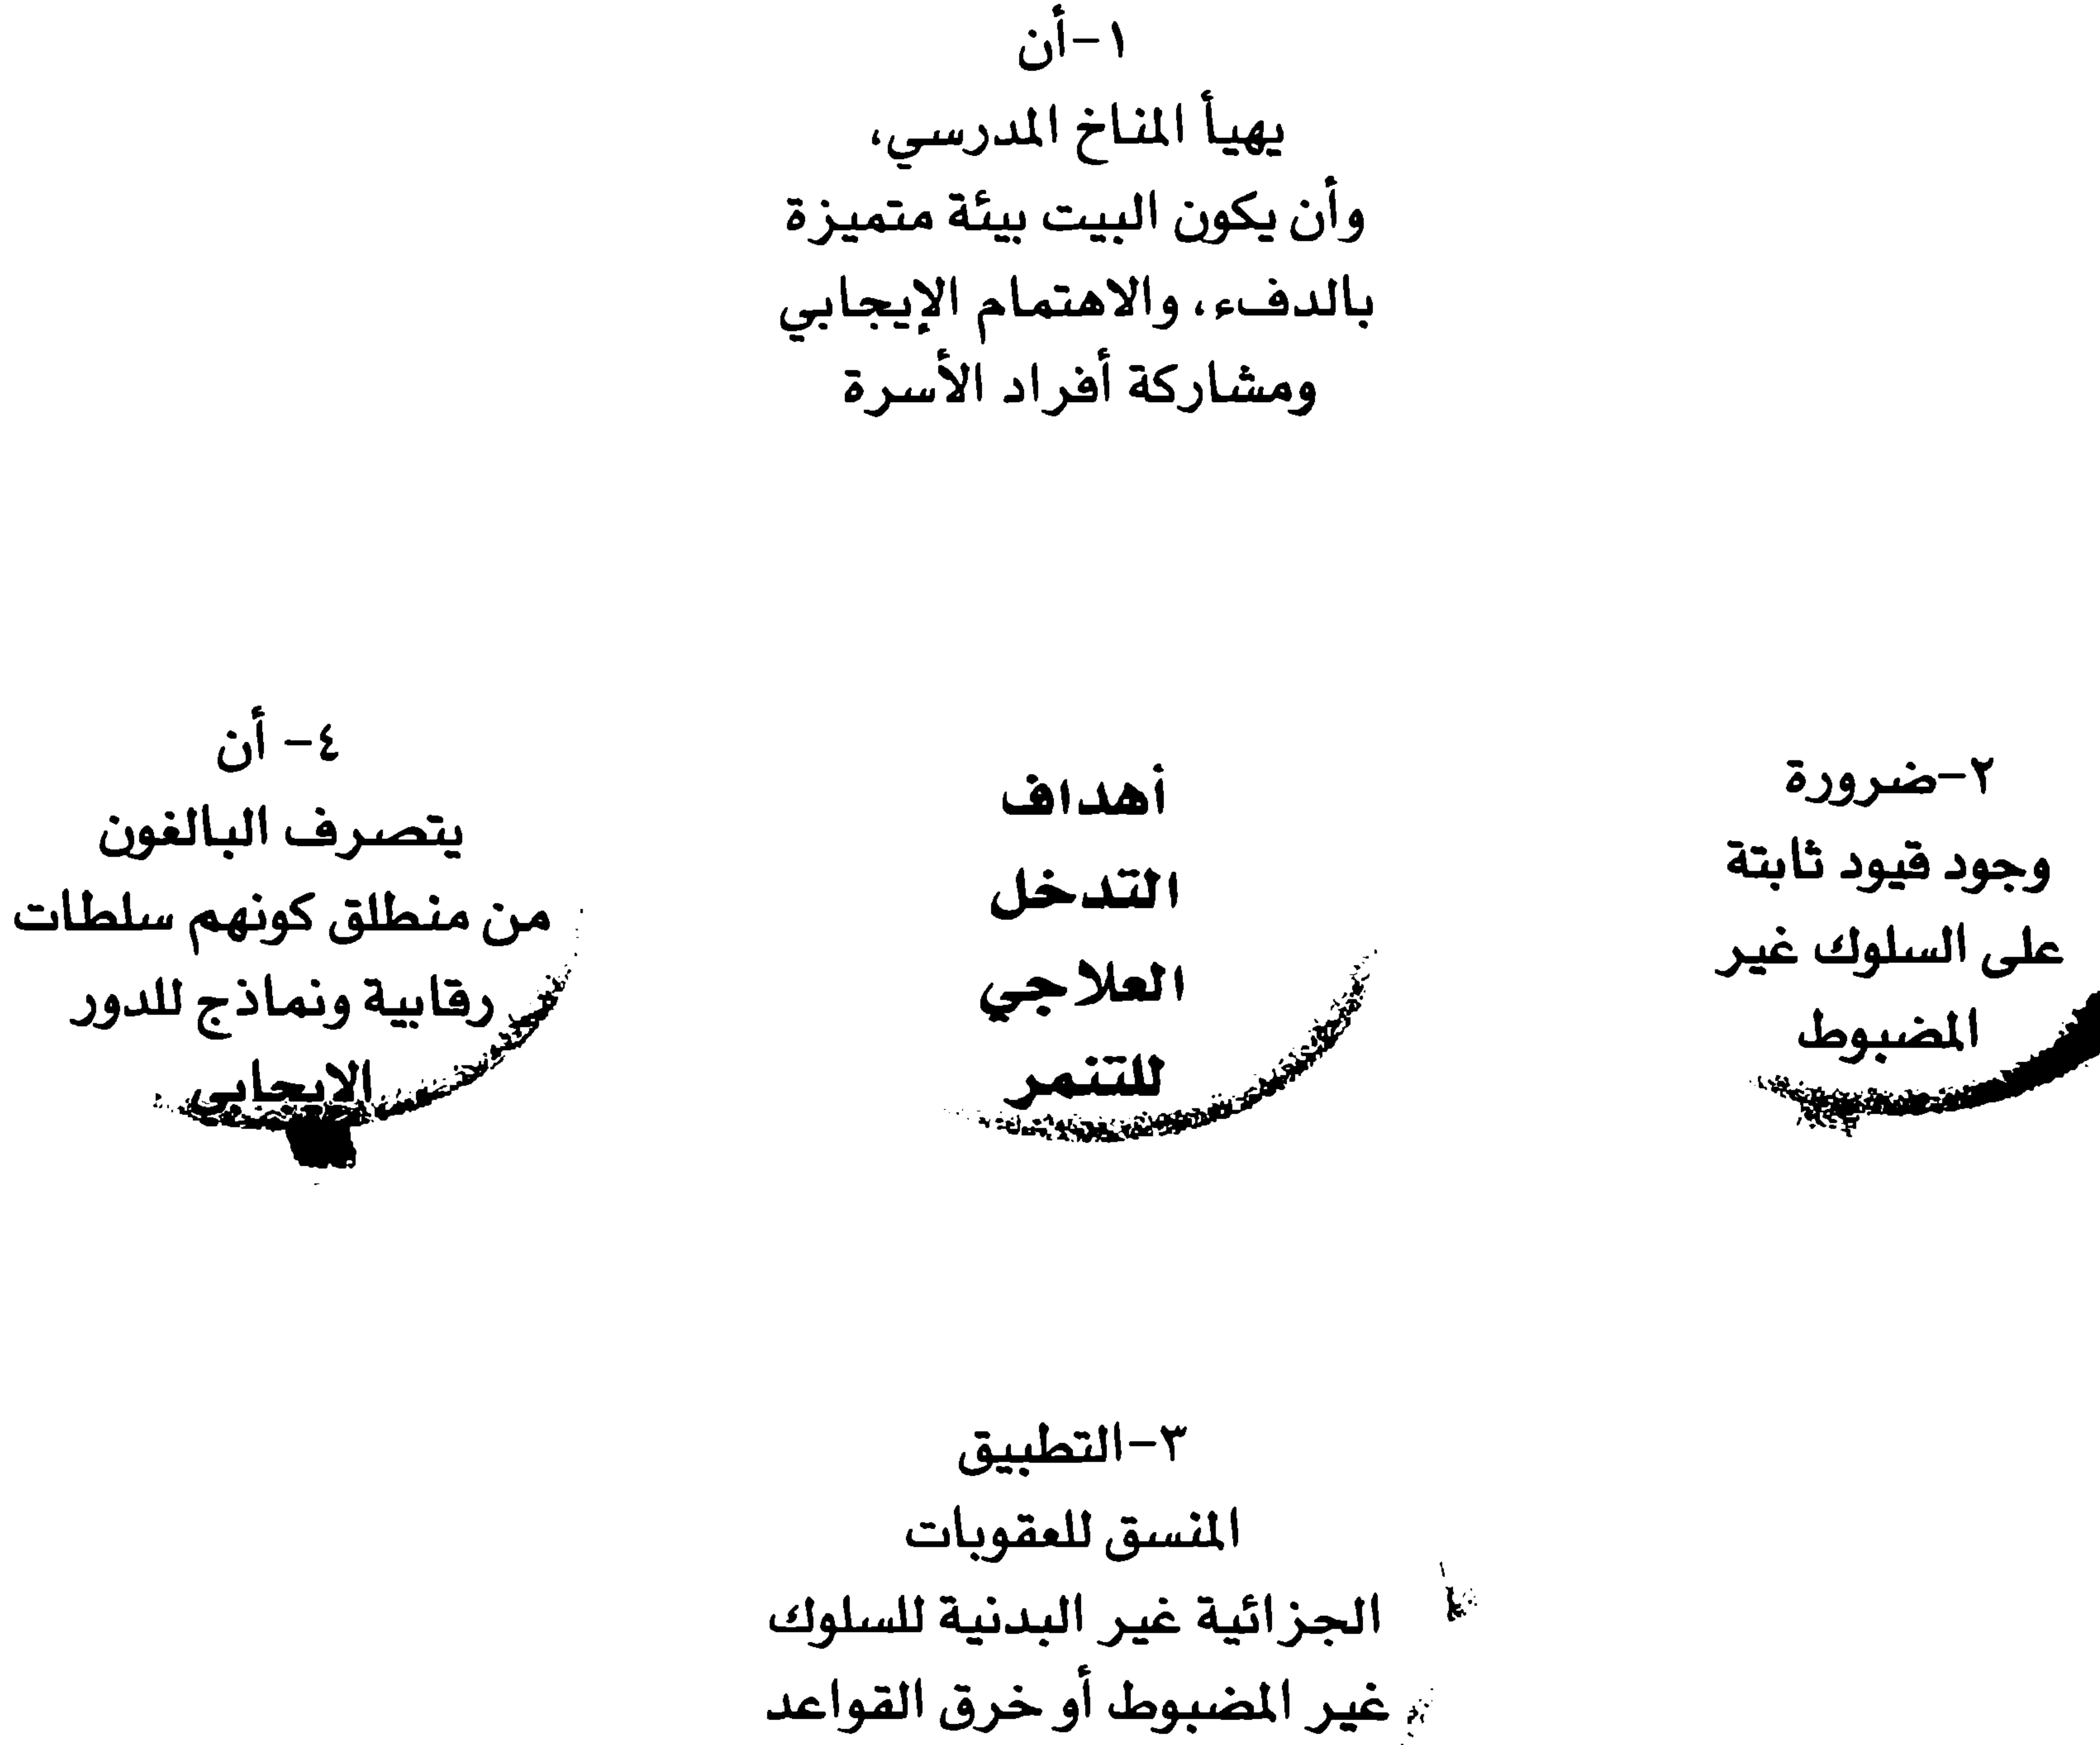 ١-أن
يهيأ المناخ المدرسي،
وأن يكون البيت بيئة متميزة
بالدفء، والاهتمام الإيجابي
ومشاركة أفراد الأسرة
أهداف
التدخل
العلاجي
للتنمر
٢-ضرورة
وجود قيود ثابتة
على السلوك غير
المضبوط
٣-التطبيق
المنسق للعقوبات
الجزائية غير البدنية للسلوك
غير المضبوط أو خرق القواعد
٤- أن
يتصرف البالغون
من منطلق كونهم سلطات
رقابية ونماذج للدور
الايجابي